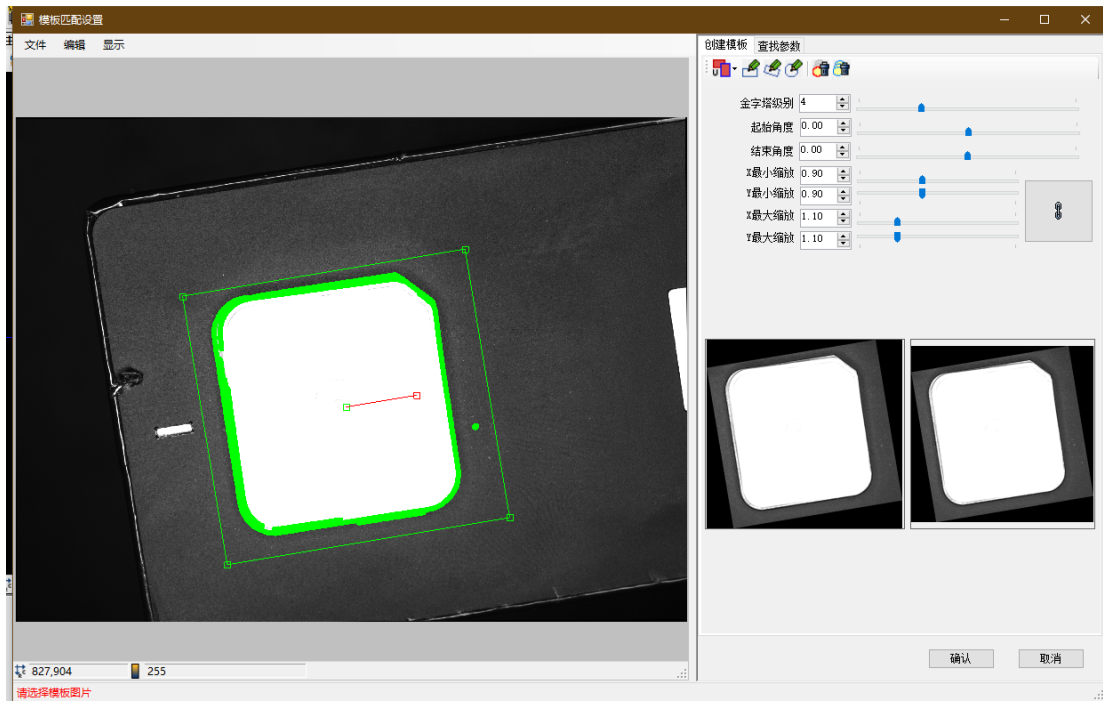 模板匹配设置
文件 编辑 显示
创建模板 查找参数
金字塔级别 4
起始角度 0.00
结束角度 0.00
X最小缩放 0.90
Y最小缩放 0.90
X最大缩放 1.10
Y最大缩放 1.10
827,904 255
确认 取消
请选择模板图片